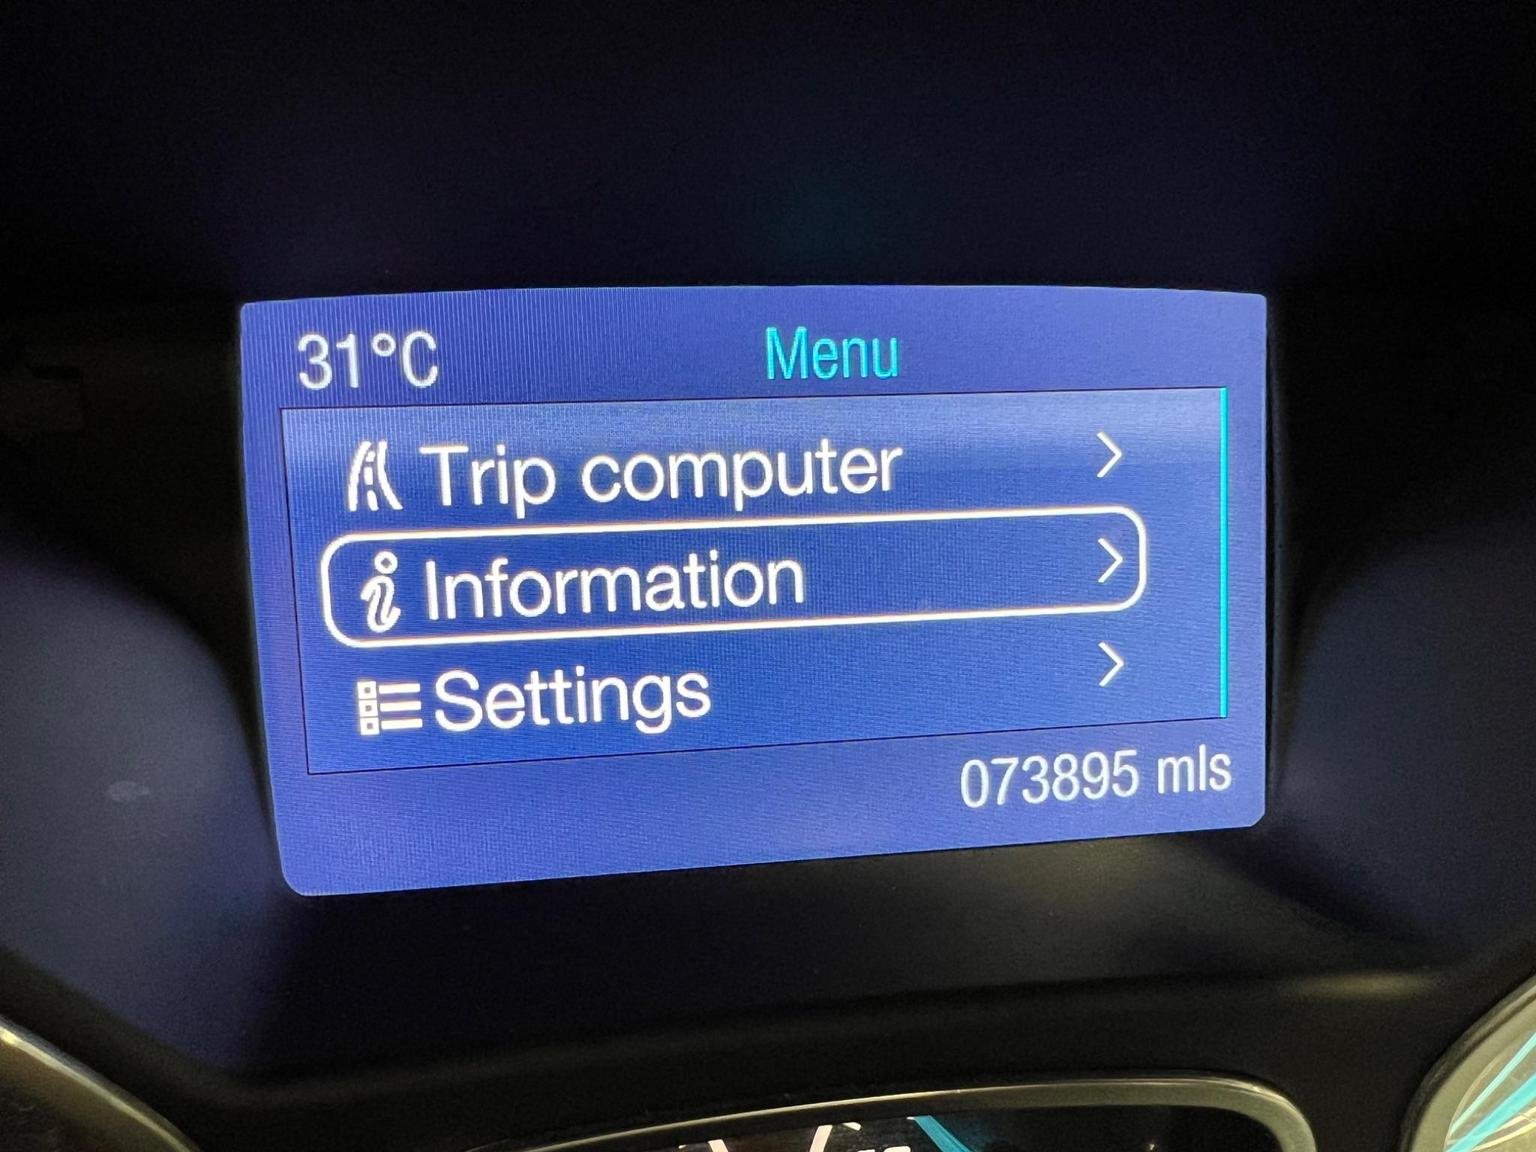 31°C
Menu
Trip computer
Information
Settings
073895 mls